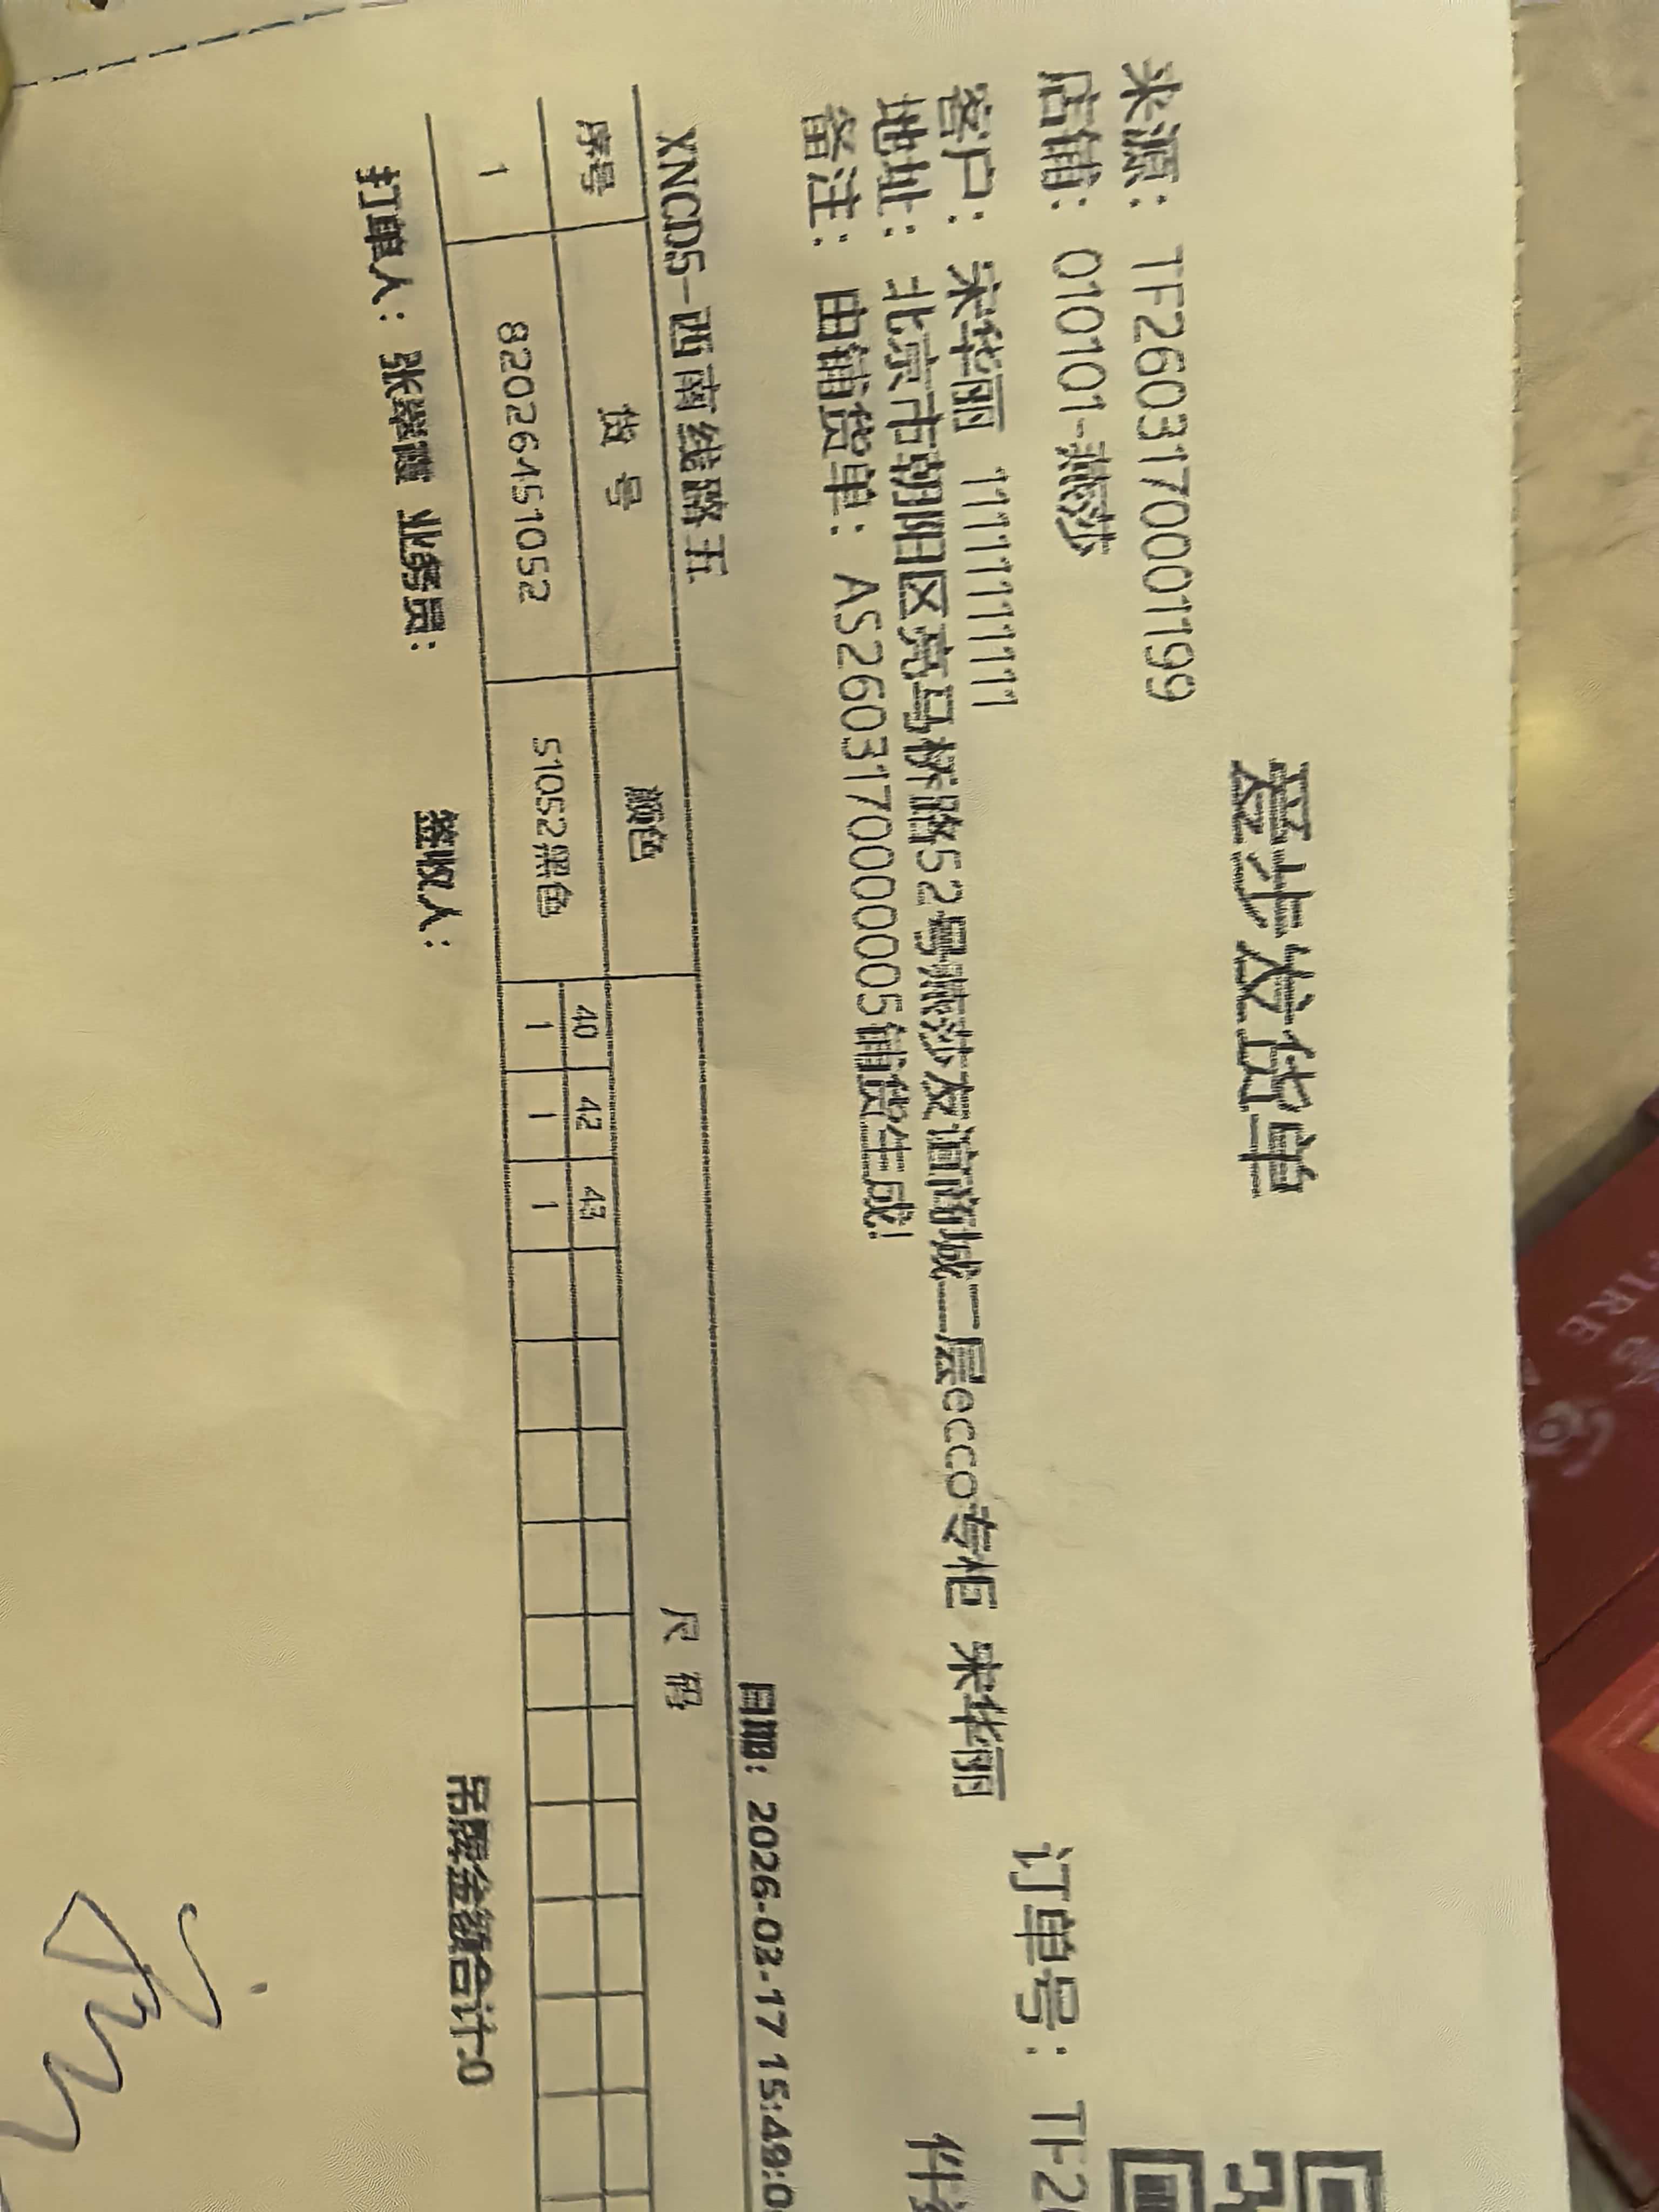 爱步发货单
来源: TF2603170001199
店铺: 010101-燕莎
订单号: TF2
客户: 宋华丽 11111111111
件
地址: 北京市朝阳区亮马桥路52号燕莎友谊商城二层ecco专柜 宋华丽
备注: 由铺货单: AS2603170000005铺货生成!
日期: 2026-03-17 15:48:0
XNCD5-西南线路五
序号 货号 颜色 尺码
40 42 43
1 82026451052 51052黑色 1 1 1
打单人: 业务员: 签收人: 吊牌金额合计:0